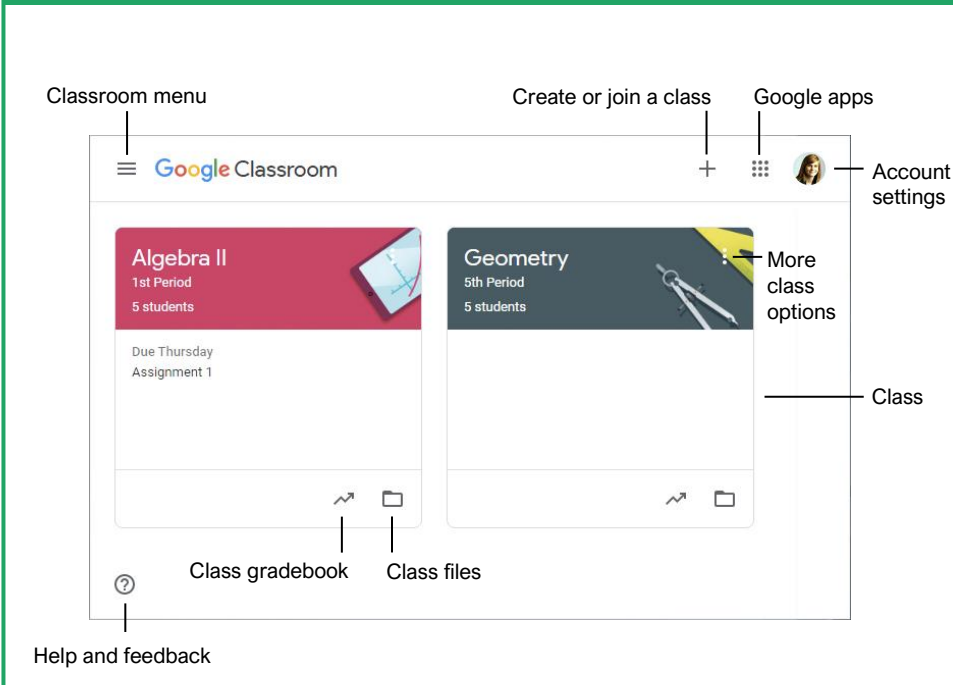 Classroom menu
Create or join a class
Google apps
Google Classroom
Account
settings
Algebra II
1st Period
5 students
Geometry
5th Period
5 students
More
class
options
Due Thursday
Assignment 1
Class
Class gradebook
Class files
Help and feedback